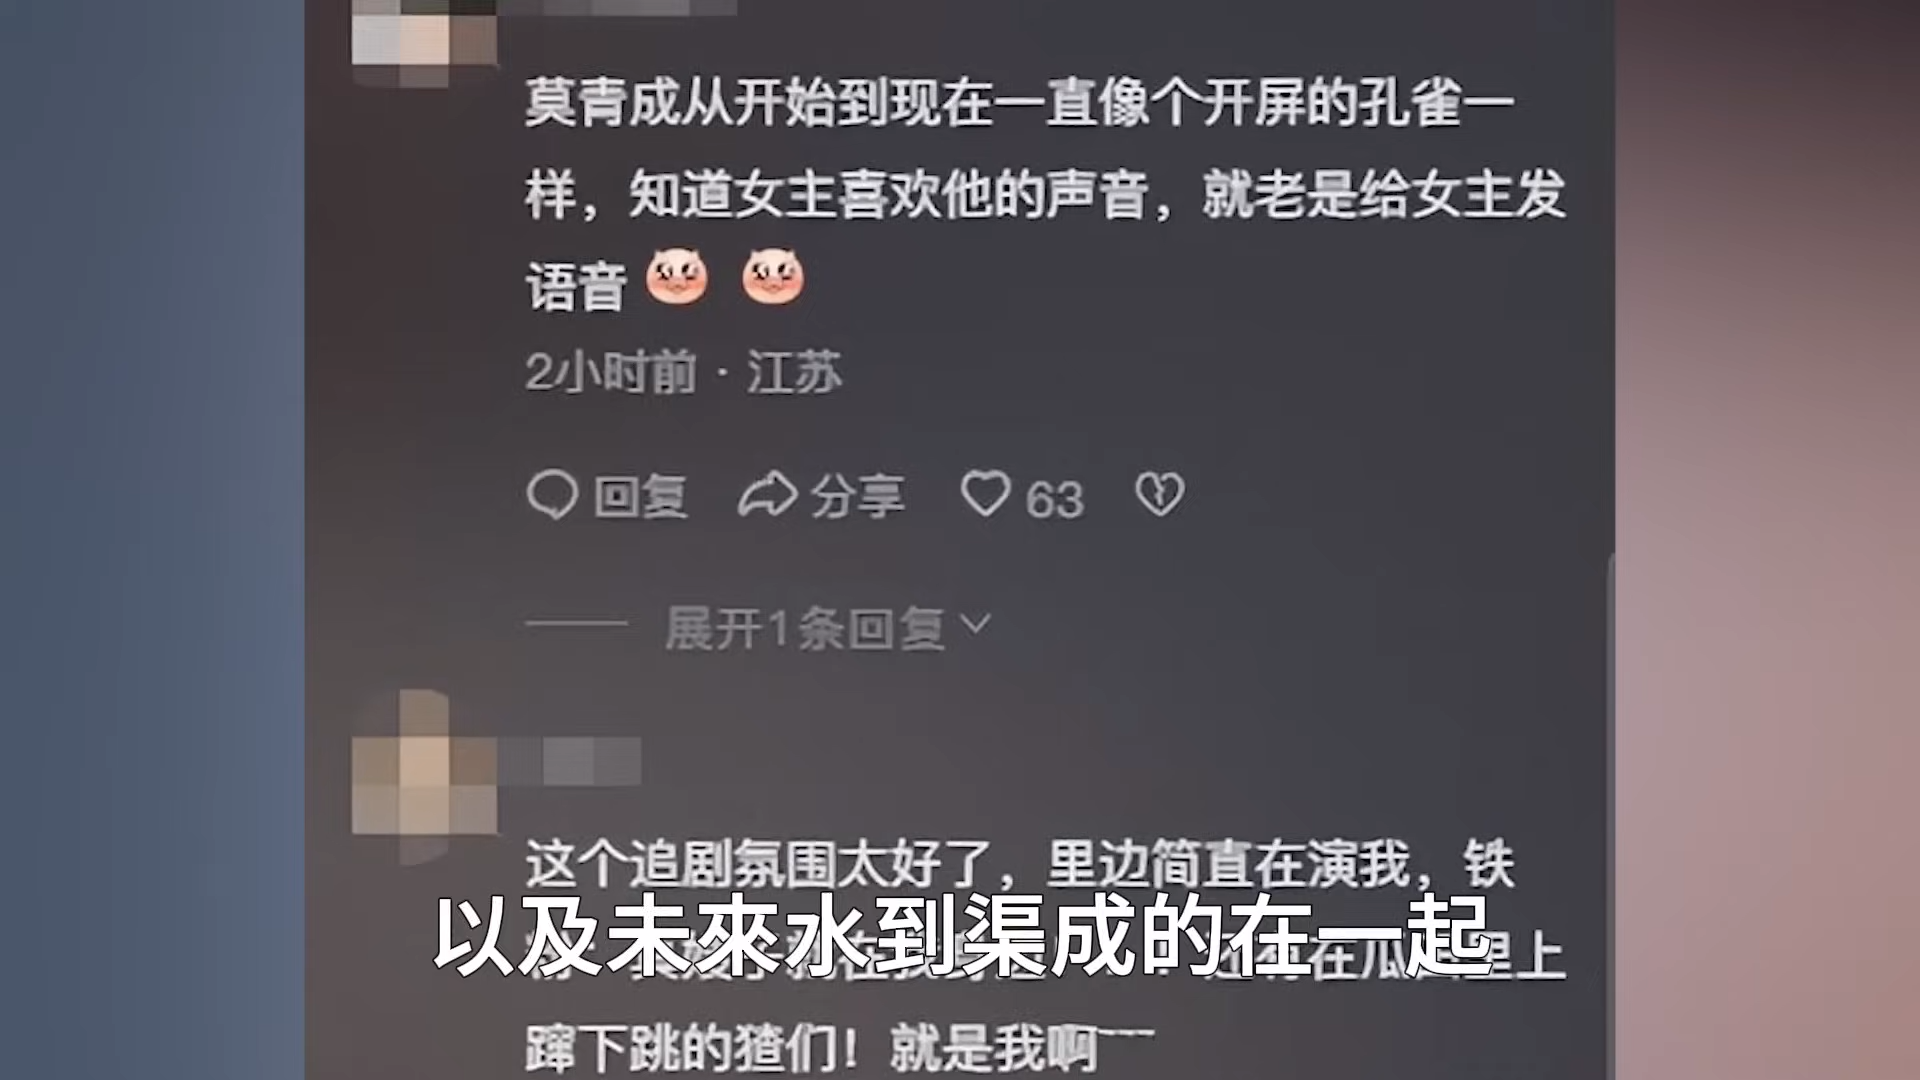 莫青成从开始到现在一直像个开屏的孔雀一
样，知道女主喜欢他的声音，就老是给女主发
语音
2小时前·江苏
回复 分享 63
展开1条回复
这个追剧氛围太好了，里边简直在演我，铁
以及未來水到渠成的在一起
在瓜田里上
蹿下跳的猹们！就是我啊~~~